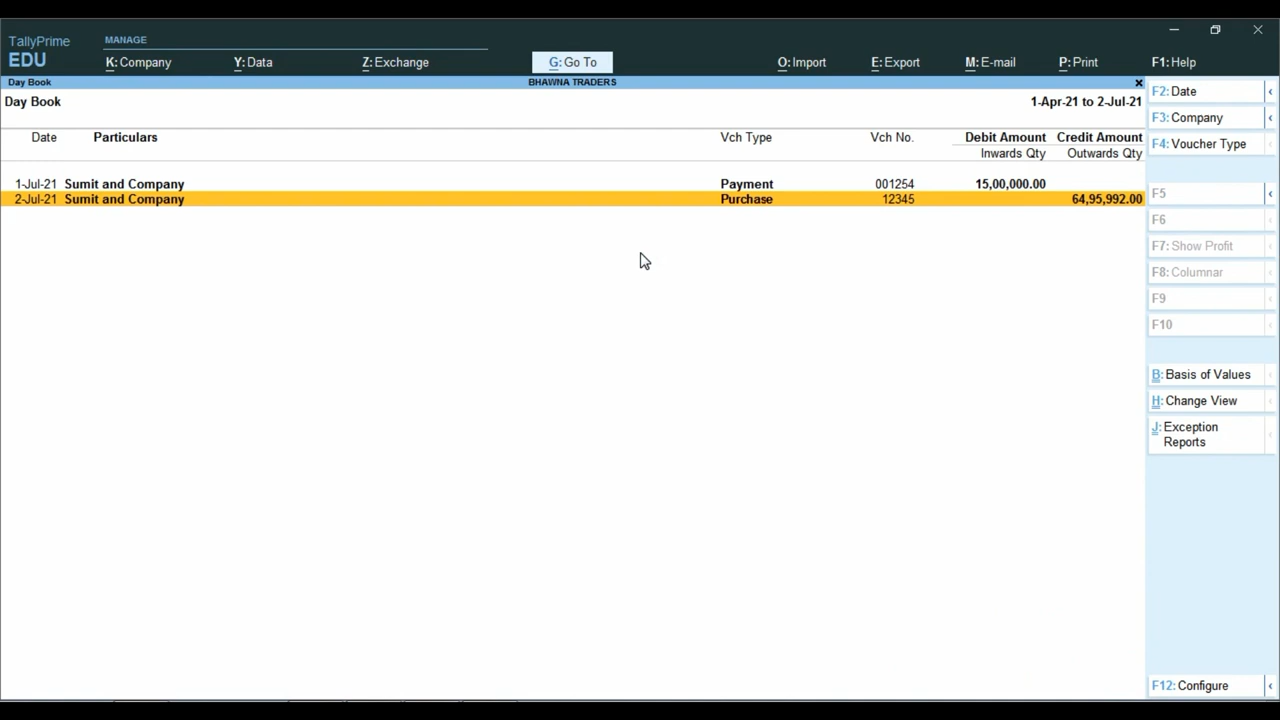 TallyPrime
EDU
MANAGE
K: Company
Y: Data
Z: Exchange
G: Go To
O: Import
E: Export
M: E-mail
P: Print
F1: Help
Day Book
BHAWNA TRADERS
Day Book
1-Apr-21 to 2-Jul-21
Date Particulars Vch Type Vch No. Debit Amount Credit Amount
Inwards Qty Outwards Qty
1-Jul-21 Sumit and Company Payment 001254 15,00,000.00
2-Jul-21 Sumit and Company Purchase 12345 64,95,992.00
F2: Date
F3: Company
F4: Voucher Type
F5
F6
F7: Show Profit
F8: Columnar
F9
F10
B: Basis of Values
H: Change View
J: Exception
Reports
F12: Configure